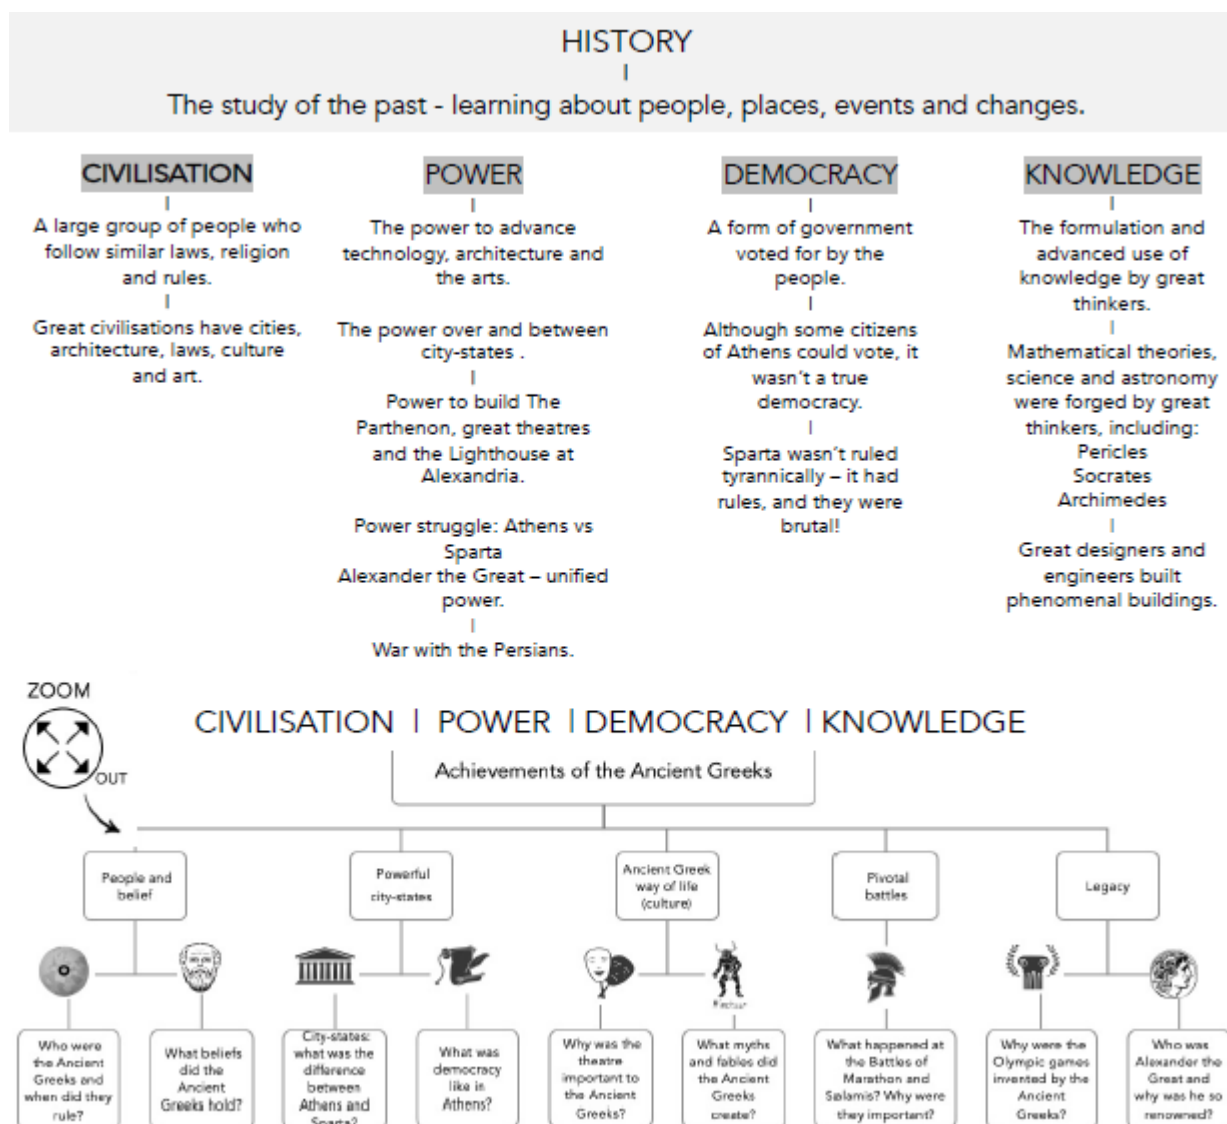 HISTORY
The study of the past - learning about people, places, events and changes.
CIVILISATION
A large group of people who
follow similar laws, religion
and rules.
Great civilisations have cities,
architecture, laws, culture
and art.
POWER
The power to advance
technology, architecture and
the arts.
The power over and between
city-states .
Power to build The
Parthenon, great theatres
and the Lighthouse at
Alexandria.
Power struggle: Athens vs
Sparta
Alexander the Great – unified
power.
War with the Persians.
DEMOCRACY
A form of government
voted for by the
people.
Although some citizens
of Athens could vote, it
wasn't a true
democracy.
Sparta wasn't ruled
tyrannically – it had
rules, and they were
brutal!
KNOWLEDGE
The formulation and
advanced use of
knowledge by great
thinkers.
Mathematical theories,
science and astronomy
were forged by great
thinkers, including:
Pericles
Socrates
Archimedes
Great designers and
engineers built
phenomenal buildings.
ZOOM
OUT
CIVILISATION | POWER | DEMOCRACY | KNOWLEDGE
Achievements of the Ancient Greeks
People and
belief
Powerful
city-states
Ancient Greek
way of life
(culture)
Pivotal
battles
Legacy
Who were
the Ancient
Greeks and
when did they
rule?
What beliefs
did the
Ancient
Greeks hold?
City-states:
what was the
difference
between
Athens and
Sparta?
What was
democracy
like in
Athens?
Why was the
theatre
important to
the Ancient
Greeks?
What myths
and fables did
the Ancient
Greeks
create?
What happened at
the Battles of
Marathon and
Salamis? Why were
they important?
Why were the
Olympic games
invented by the
Ancient
Greeks?
Who was
Alexander the
Great and
why was he so
renowned?